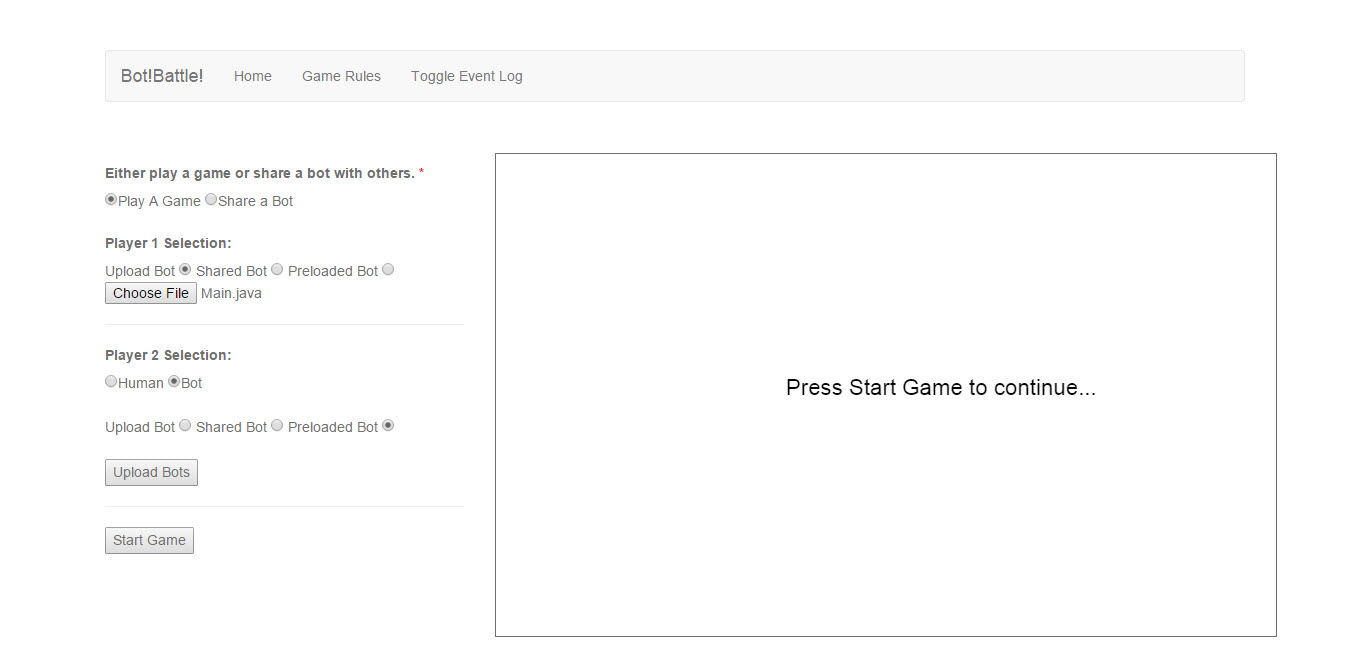 Bot!Battle! Home Game Rules Toggle Event Log
Either play a game or share a bot with others. *
Play A Game Share a Bot
Player 1 Selection:
Upload Bot Shared Bot Preloaded Bot
Choose File Main.java
Player 2 Selection:
Human Bot
Upload Bot Shared Bot Preloaded Bot
Upload Bots
Start Game
Press Start Game to continue...